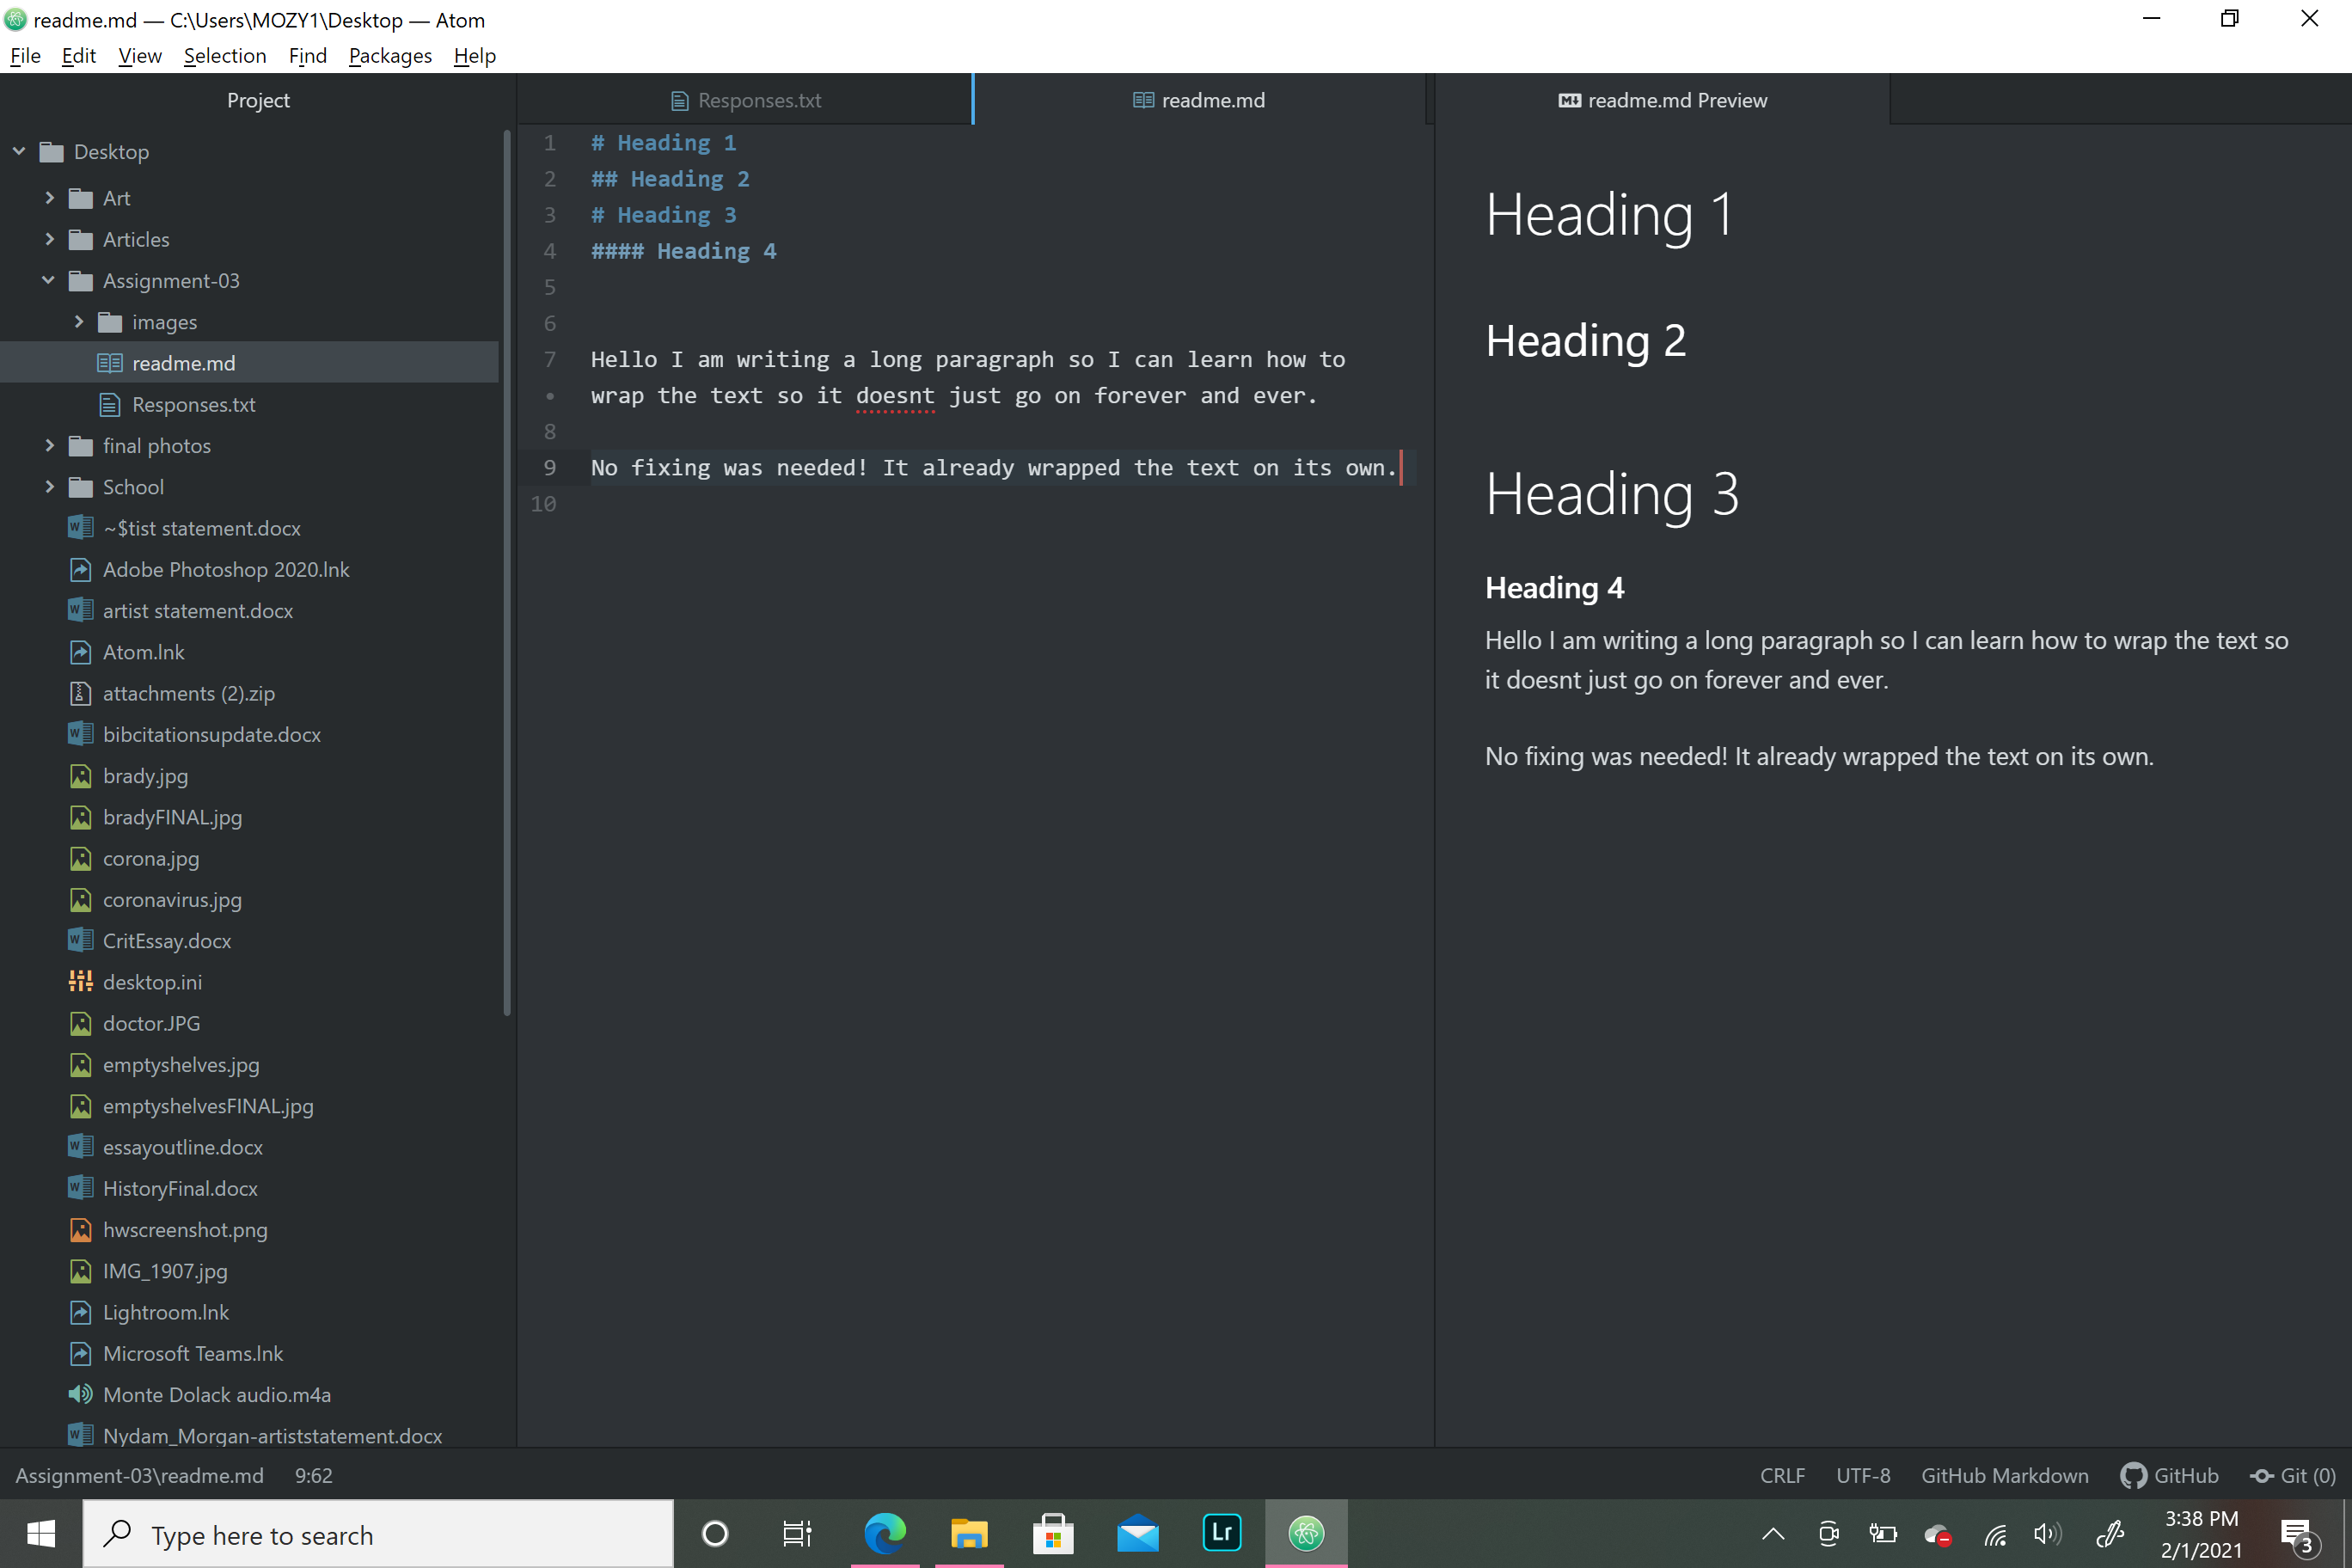 readme.md — C:\Users\MOZY1\Desktop — Atom
File Edit View Selection Find Packages Help
Project
Desktop
Art
Articles
Assignment-03
images
readme.md
Responses.txt
final photos
School
~$tist statement.docx
Adobe Photoshop 2020.lnk
artist statement.docx
Atom.lnk
attachments (2).zip
bibcitationsupdate.docx
brady.jpg
bradyFINAL.jpg
corona.jpg
coronavirus.jpg
CritEssay.docx
desktop.ini
doctor.JPG
emptyshelves.jpg
emptyshelvesFINAL.jpg
essayoutline.docx
HistoryFinal.docx
hwscreenshot.png
IMG_1907.jpg
Lightroom.lnk
Microsoft Teams.lnk
Monte Dolack audio.m4a
Nydam_Morgan-artiststatement.docx
Responses.txt
readme.md
1 # Heading 1
2 ## Heading 2
3 # Heading 3
4 #### Heading 4
5
6
7 Hello I am writing a long paragraph so I can learn how to
• wrap the text so it doesnt just go on forever and ever.
8
9 No fixing was needed! It already wrapped the text on its own.
10
readme.md Preview
Heading 1
Heading 2
Heading 3
Heading 4
Hello I am writing a long paragraph so I can learn how to wrap the text so
it doesnt just go on forever and ever.
No fixing was needed! It already wrapped the text on its own.
Assignment-03\readme.md 9:62
CRLF UTF-8 GitHub Markdown GitHub Git (0)
Type here to search
Lr
3:38 PM
2/1/2021
3